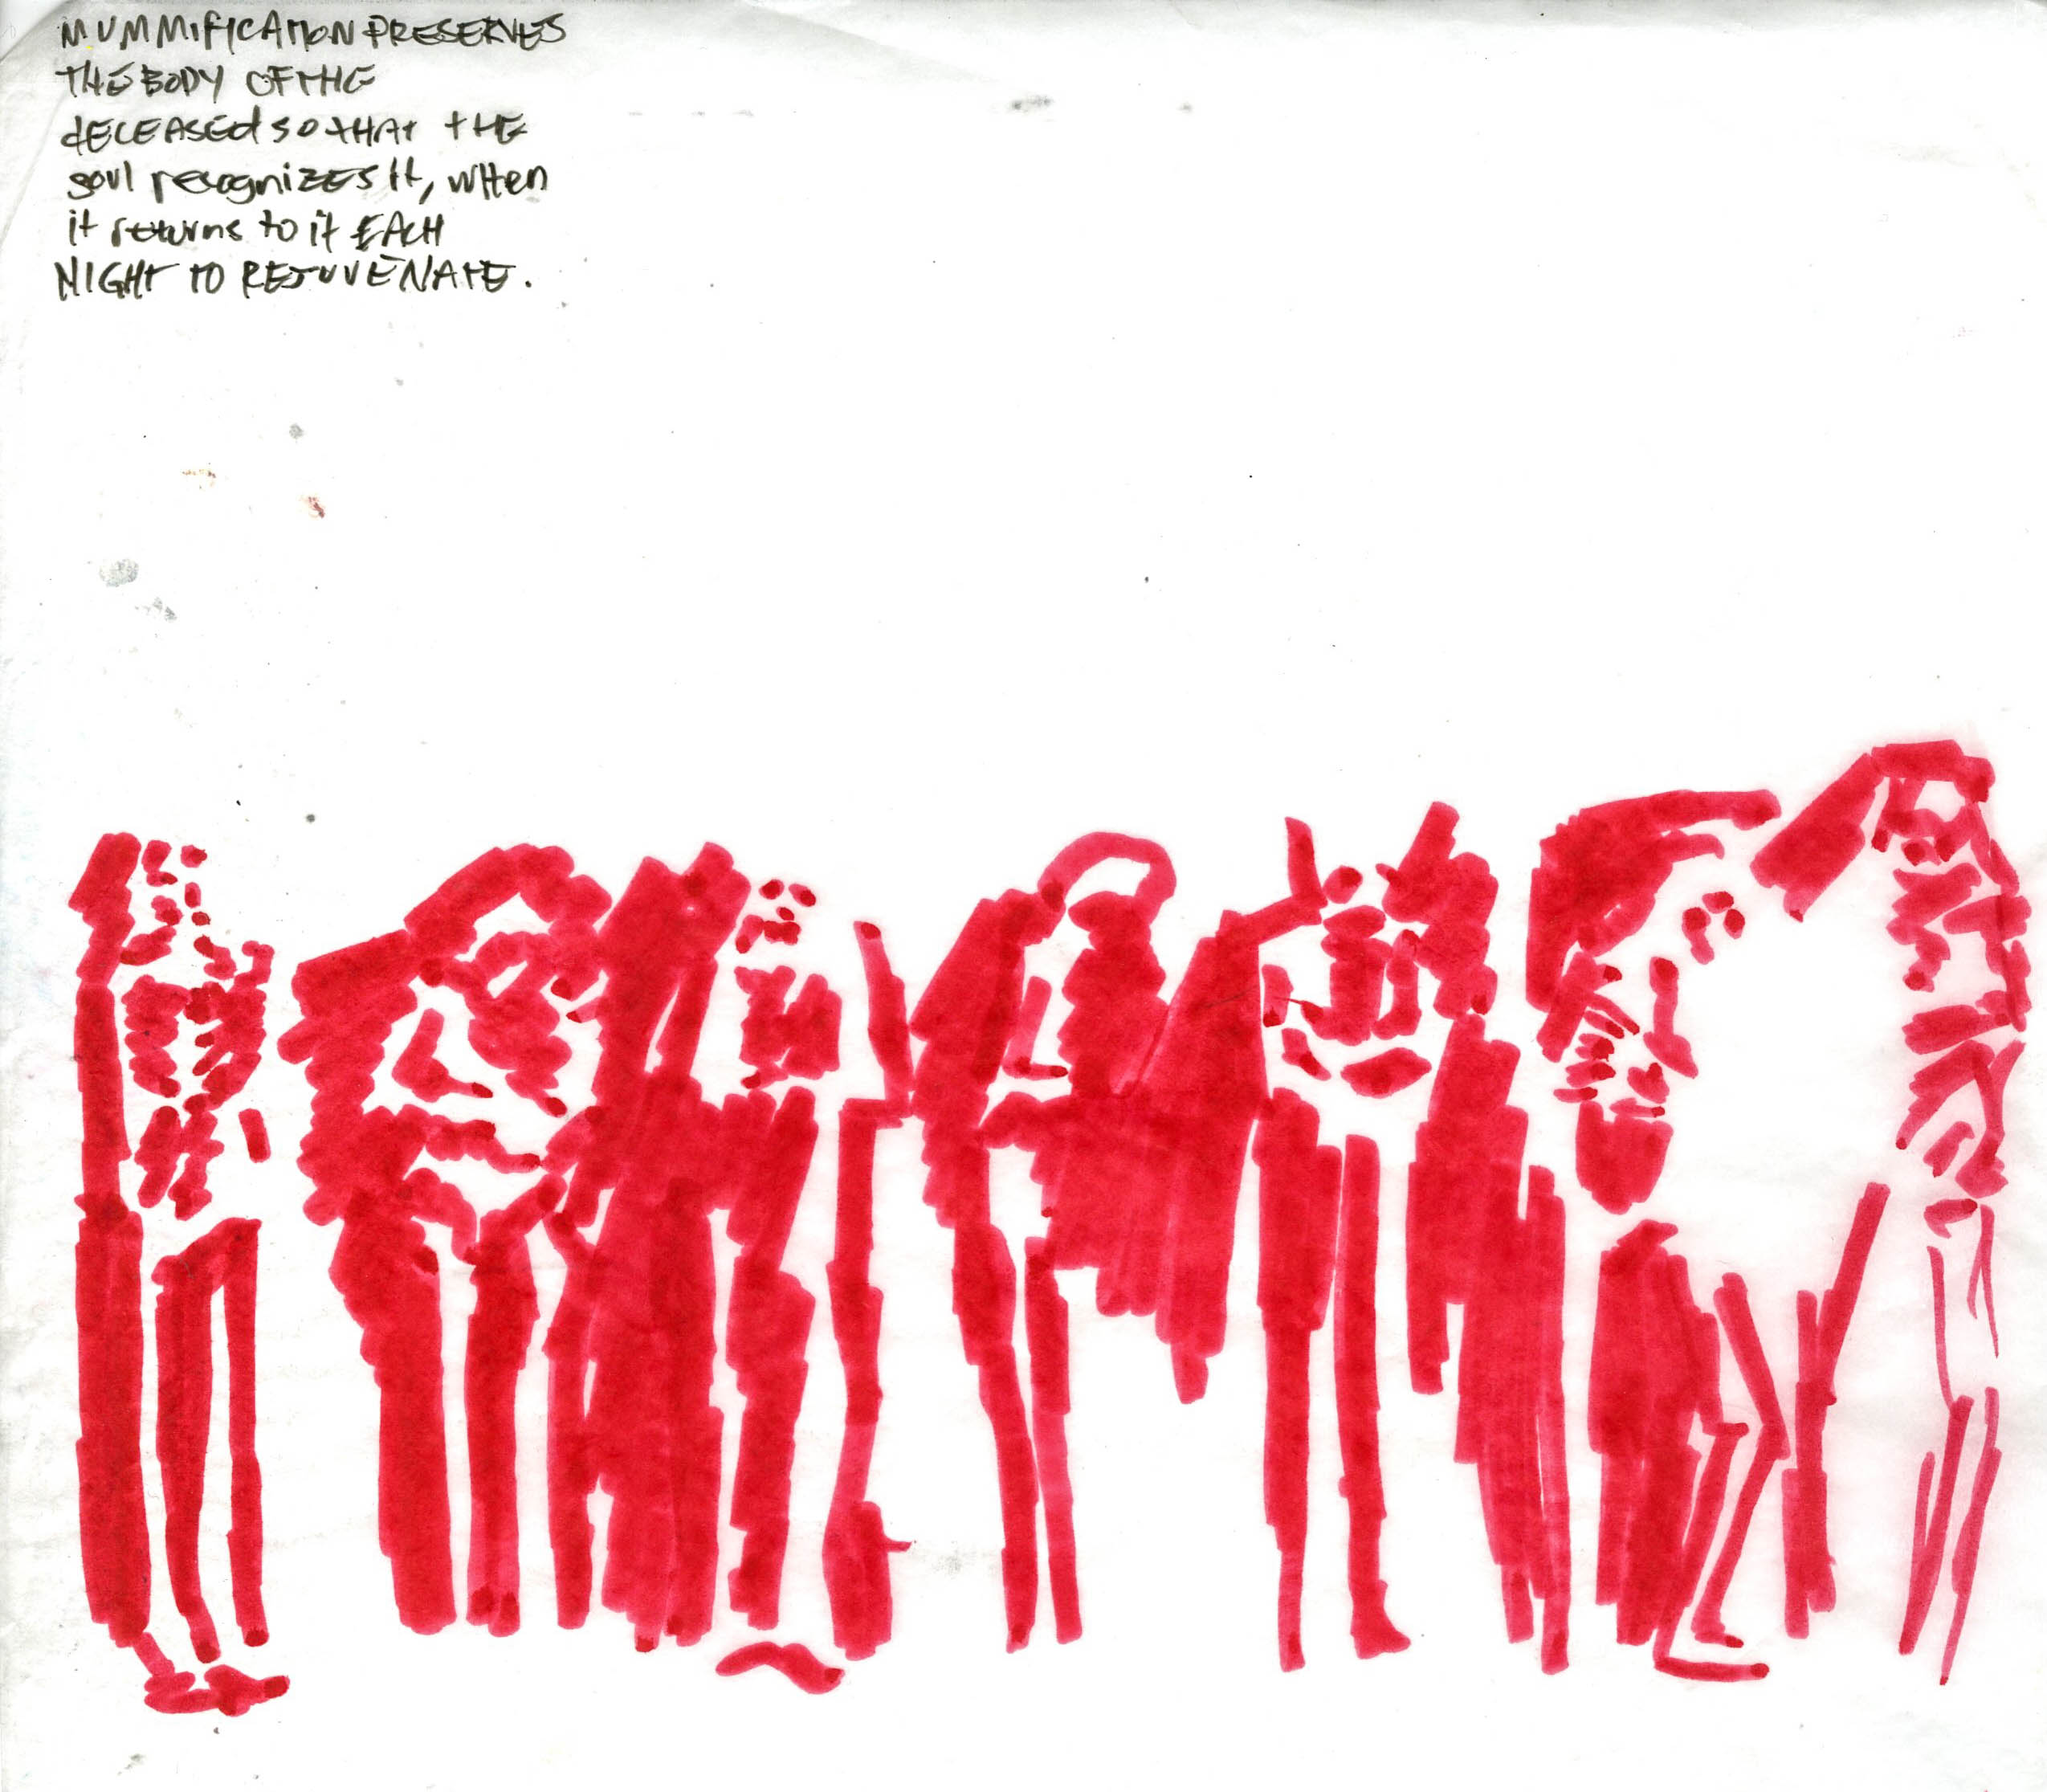 MUMMIFICATION PRESERVES
THE BODY OF THE
dECEASEd SO tHAt tHE
soul recognizES it, wHen
it returns to it EACH
NIGHT TO REJUVENATE.